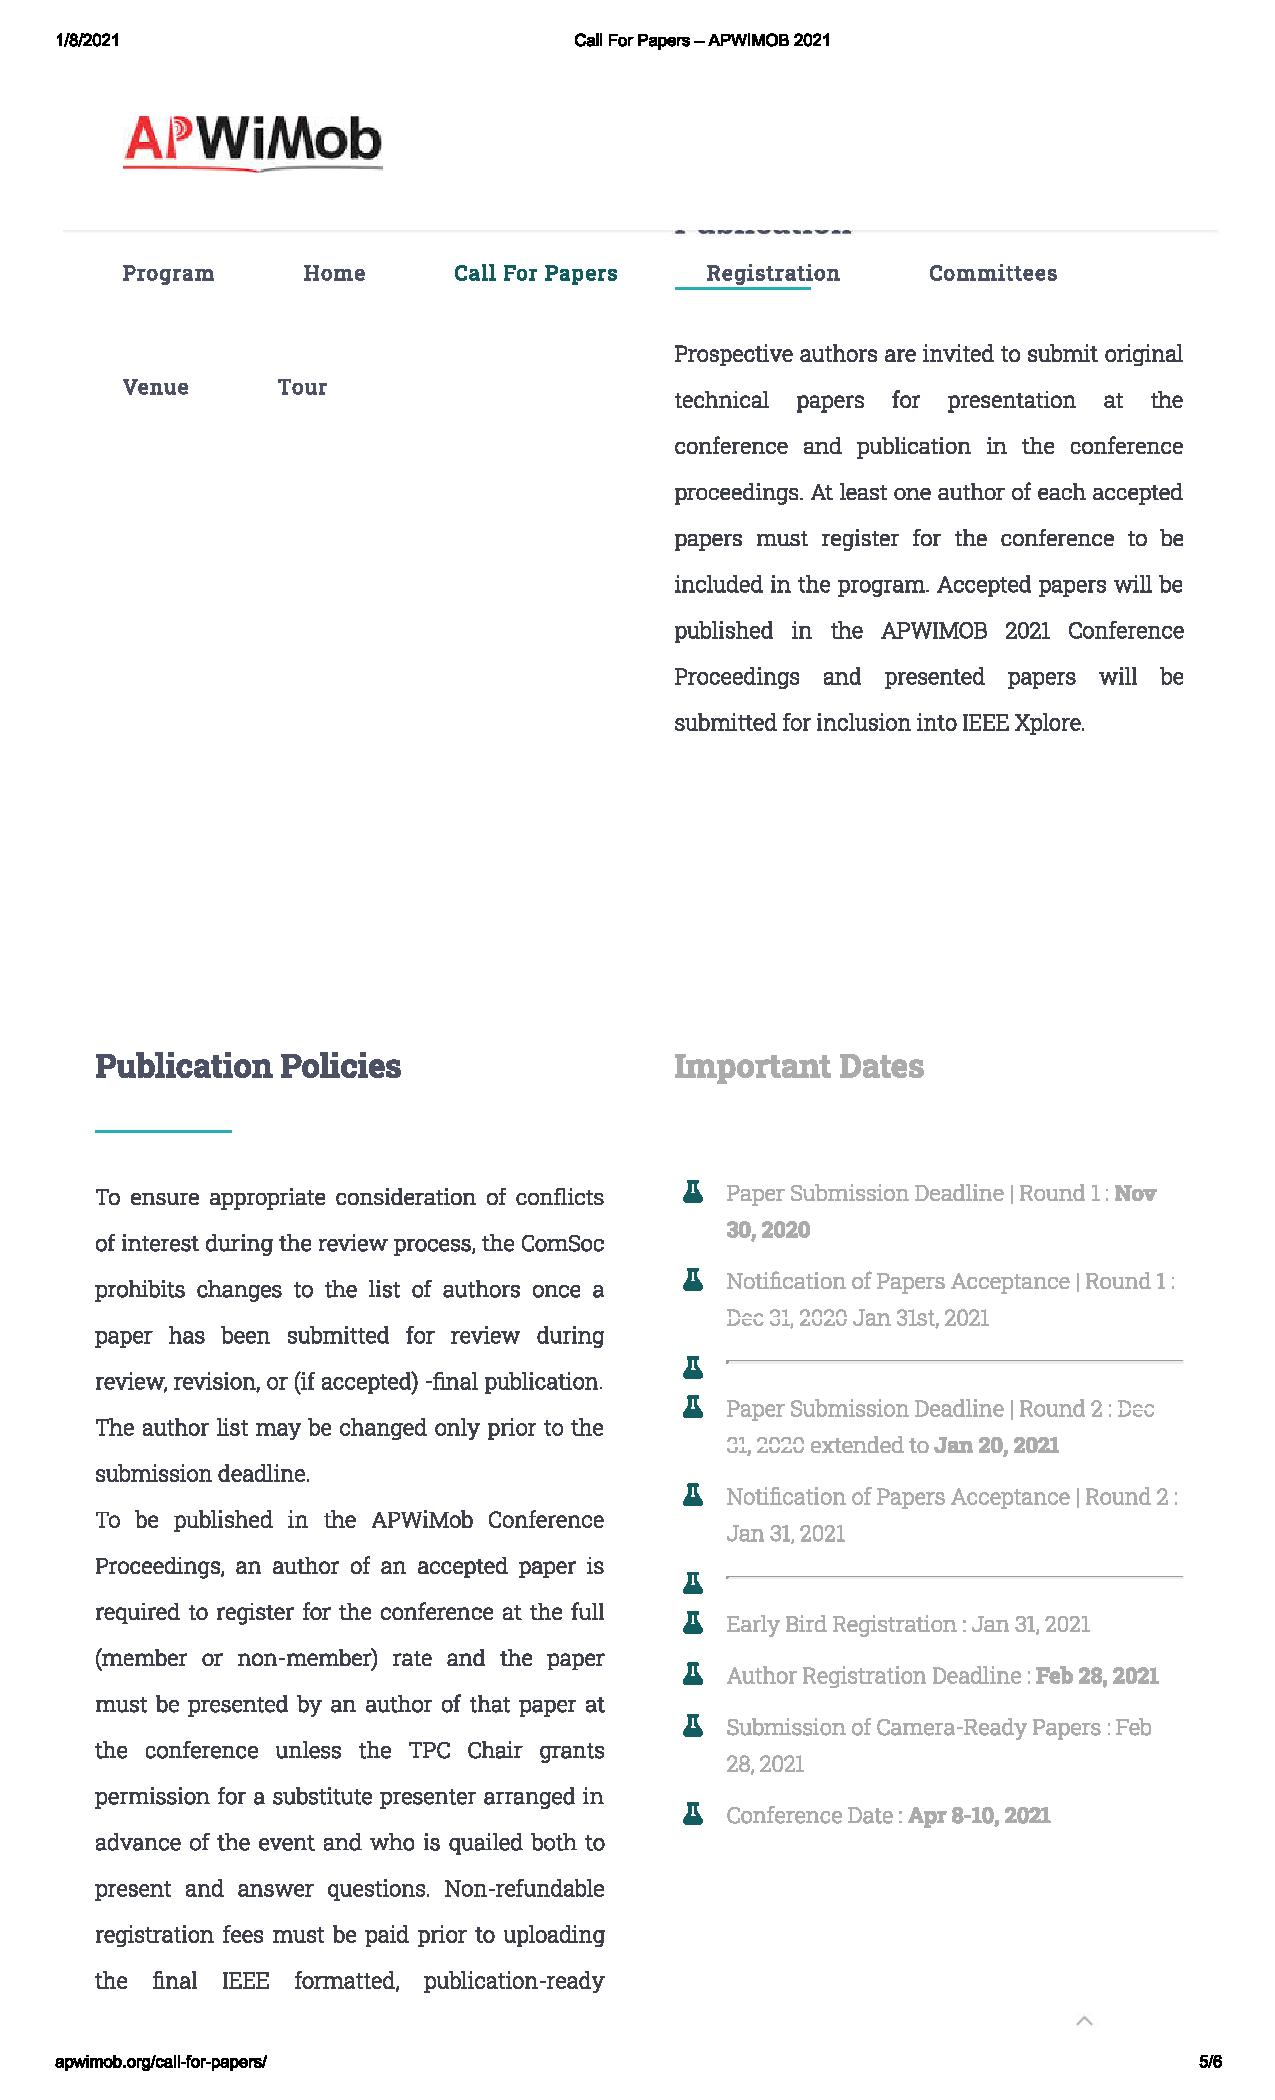 1/8/2021
Call For Papers – APWIMOB 2021
APWiMob
Publication
Program Home Call For Papers Registration Committees
Venue Tour
Prospective authors are invited to submit original
technical papers for presentation at the
conference and publication in the conference
proceedings. At least one author of each accepted
papers must register for the conference to be
included in the program. Accepted papers will be
published in the APWIMOB 2021 Conference
Proceedings and presented papers will be
submitted for inclusion into IEEE Xplore.
Publication Policies
To ensure appropriate consideration of conflicts
of interest during the review process, the ComSoc
prohibits changes to the list of authors once a
paper has been submitted for review during
review, revision, or (if accepted) -final publication.
The author list may be changed only prior to the
submission deadline.
To be published in the APWiMob Conference
Proceedings, an author of an accepted paper is
required to register for the conference at the full
(member or non-member) rate and the paper
must be presented by an author of that paper at
the conference unless the TPC Chair grants
permission for a substitute presenter arranged in
advance of the event and who is quailed both to
present and answer questions. Non-refundable
registration fees must be paid prior to uploading
the final IEEE formatted, publication-ready
Important Dates
Paper Submission Deadline | Round 1 : Nov
30, 2020
Notification of Papers Acceptance | Round 1 :
Dec 31, 2020 Jan 31st, 2021
Paper Submission Deadline | Round 2 : Dec
31, 2020 extended to Jan 20, 2021
Notification of Papers Acceptance | Round 2 :
Jan 31, 2021
Early Bird Registration : Jan 31, 2021
Author Registration Deadline : Feb 28, 2021
Submission of Camera-Ready Papers : Feb
28, 2021
Conference Date : Apr 8-10, 2021
apwimob.org/call-for-papers/
5/6